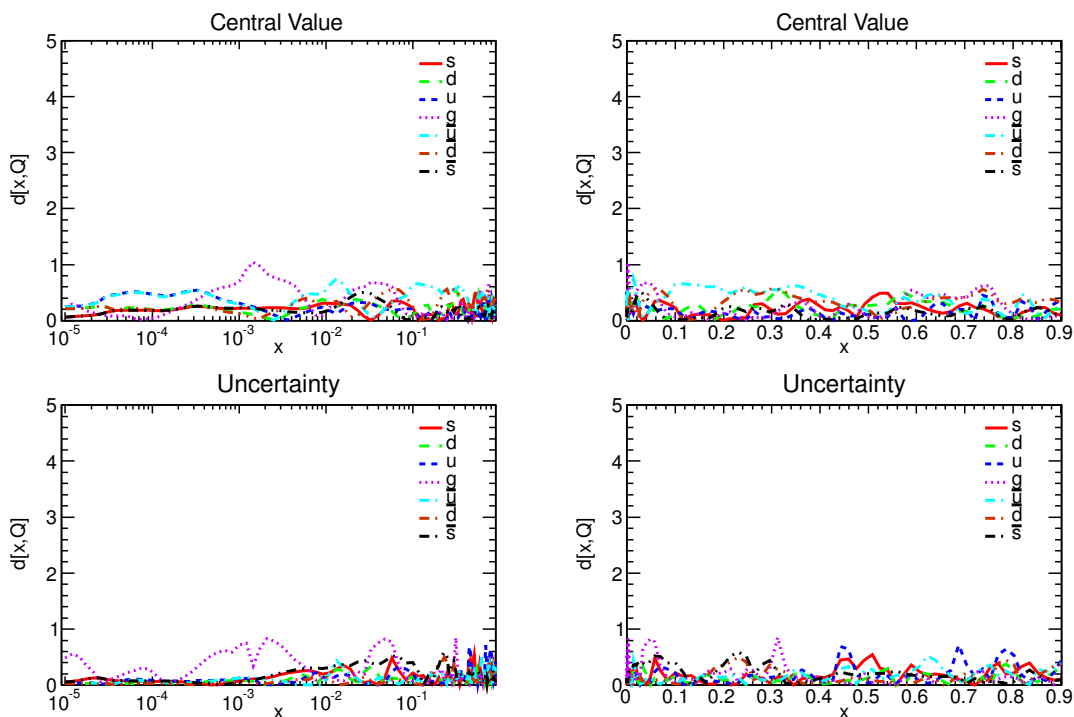 Central Value
5
4
3
2
1
0
d[x,Q]
s
d
u
g
u
d
s
10-5
10-4
10-3
10-2
10-1
x
Central Value
5
4
3
2
1
0
d[x,Q]
s
d
u
g
u
d
s
0
0.1
0.2
0.3
0.4
0.5
0.6
0.7
0.8
0.9
x
Uncertainty
5
4
3
2
1
0
d[x,Q]
s
d
u
g
u
d
s
10-5
10-4
10-3
10-2
10-1
x
Uncertainty
5
4
3
2
1
0
d[x,Q]
s
d
u
g
u
d
s
0
0.1
0.2
0.3
0.4
0.5
0.6
0.7
0.8
0.9
x